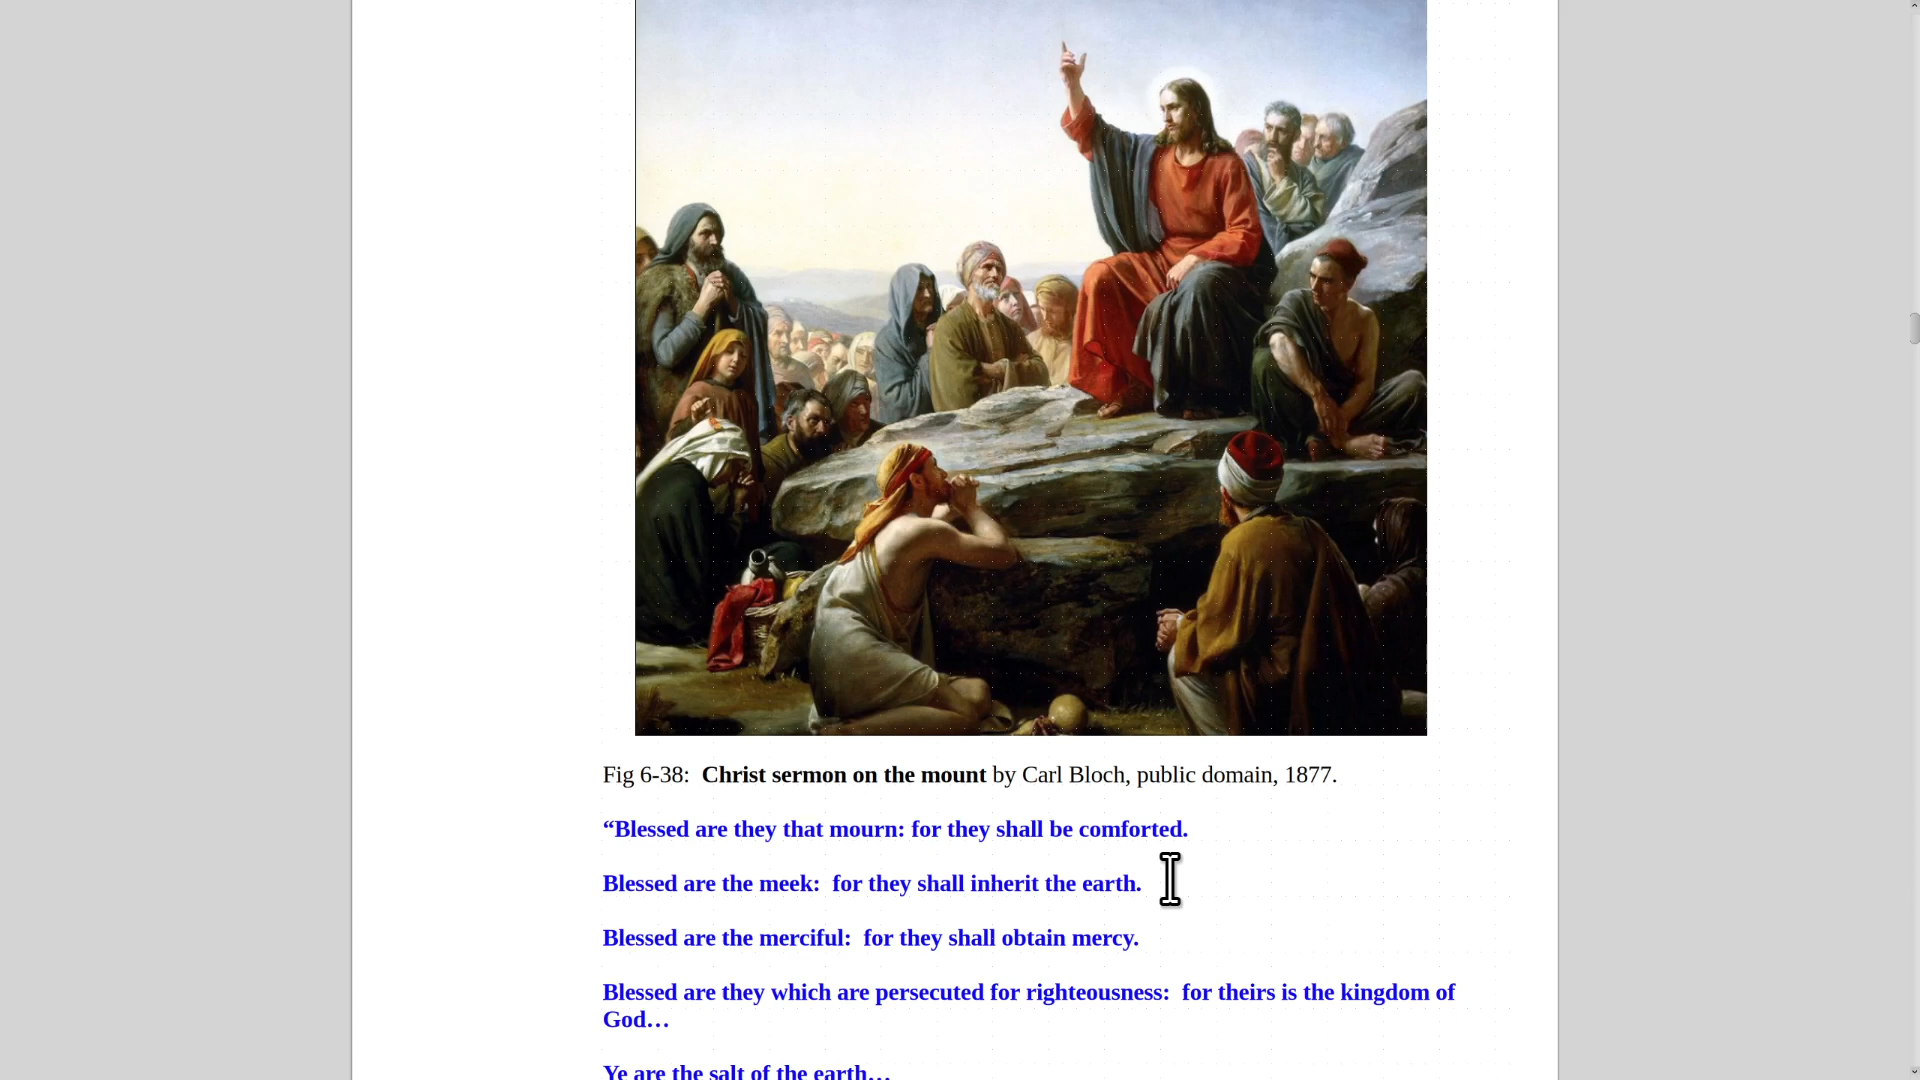 Fig 6-38:  Christ sermon on the mount by Carl Bloch, public domain, 1877.
“Blessed are they that mourn: for they shall be comforted.
Blessed are the meek:  for they shall inherit the earth.
Blessed are the merciful:  for they shall obtain mercy.
Blessed are they which are persecuted for righteousness:  for theirs is the kingdom of
God…
Ye are the salt of the earth…